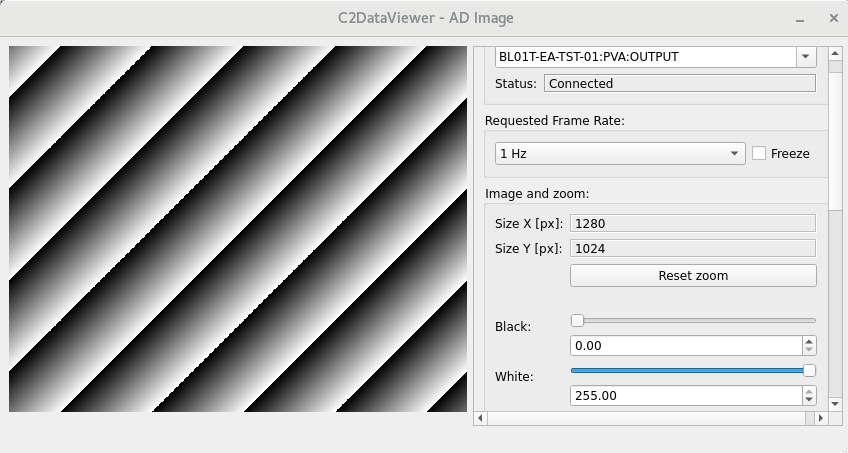 C2DataViewer - AD Image
BL01T-EA-TST-01:PVA:OUTPUT
Status: Connected
Requested Frame Rate:
1 Hz Freeze
Image and zoom:
Size X [px]: 1280
Size Y [px]: 1024
Reset zoom
Black:
0.00
White:
255.00